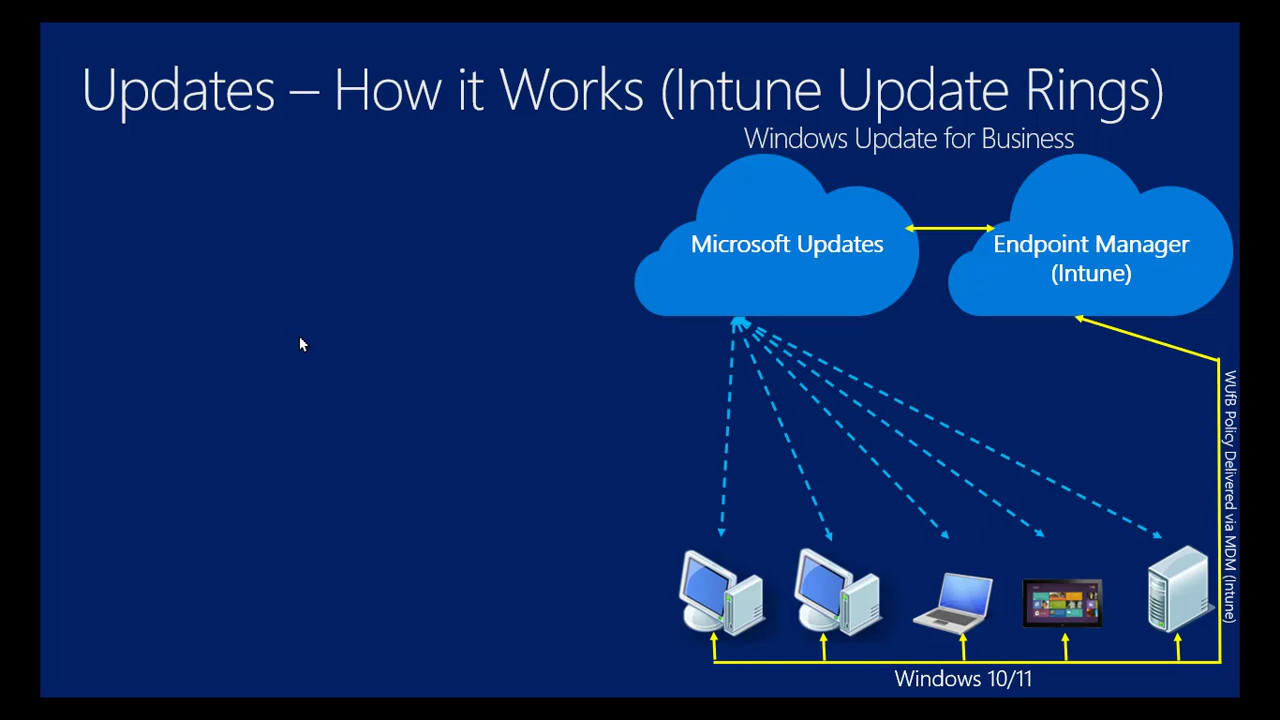 Updates – How it Works (Intune Update Rings)
Windows Update for Business
Microsoft Updates
Endpoint Manager
(Intune)
WUfB Policy Delivered via MDM (Intune)
Windows 10/11